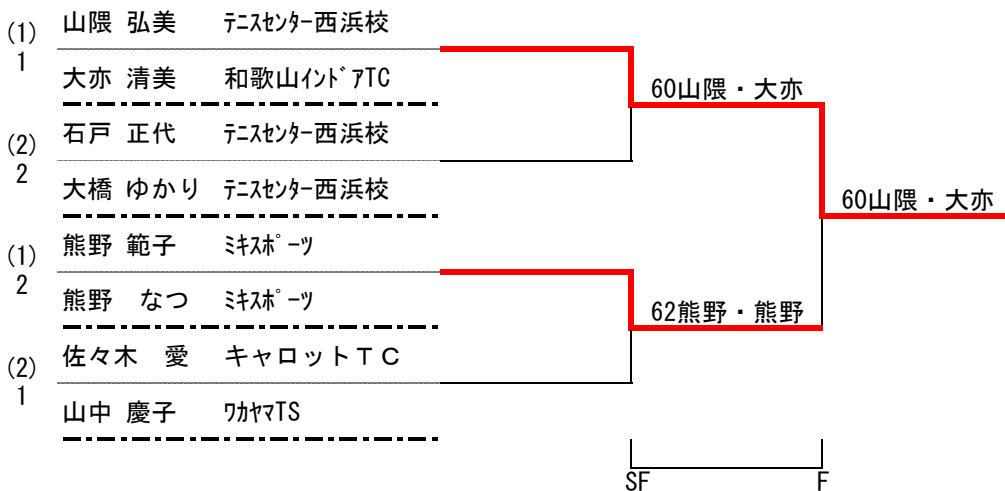 (1) 山隈 弘美 ﾃﾆｽｾﾝﾀｰ西浜校
1
大亦 清美 和歌山ｲﾝﾄﾞｱTC
60山隈・大亦
(2) 石戸 正代 ﾃﾆｽｾﾝﾀｰ西浜校
2
大橋 ゆかり ﾃﾆｽｾﾝﾀｰ西浜校
60山隈・大亦
(1) 熊野 範子 ﾐｷｽﾎﾟｰﾂ
2
熊野　なつ ﾐｷｽﾎﾟｰﾂ
62熊野・熊野
(2) 佐々木　愛 キャロットＴＣ
1
山中 慶子 ﾜｶﾔﾏTS
SF F